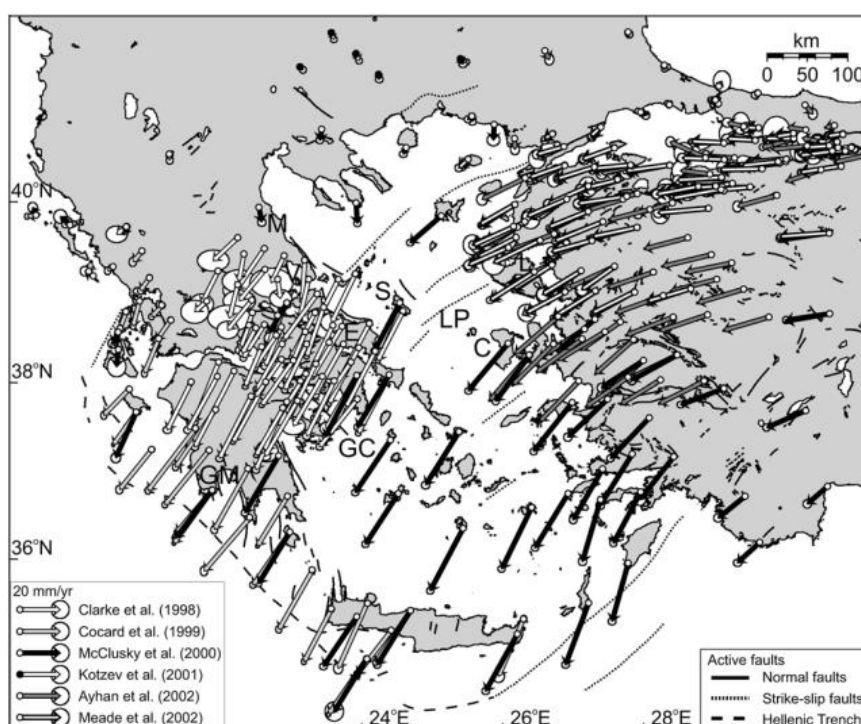 km
0 50 100
40°N
M
V
L
S
E
LP
C
38°N
GC
GM
36°N
20 mm/yr
Clarke et al. (1998)
Cocard et al. (1999)
McClusky et al. (2000)
Kotzev et al. (2001)
Ayhan et al. (2002)
Meade et al. (2002)
Active faults
Normal faults
Strike-slip faults
Hellenic Trench
24°E
26°E
28°E